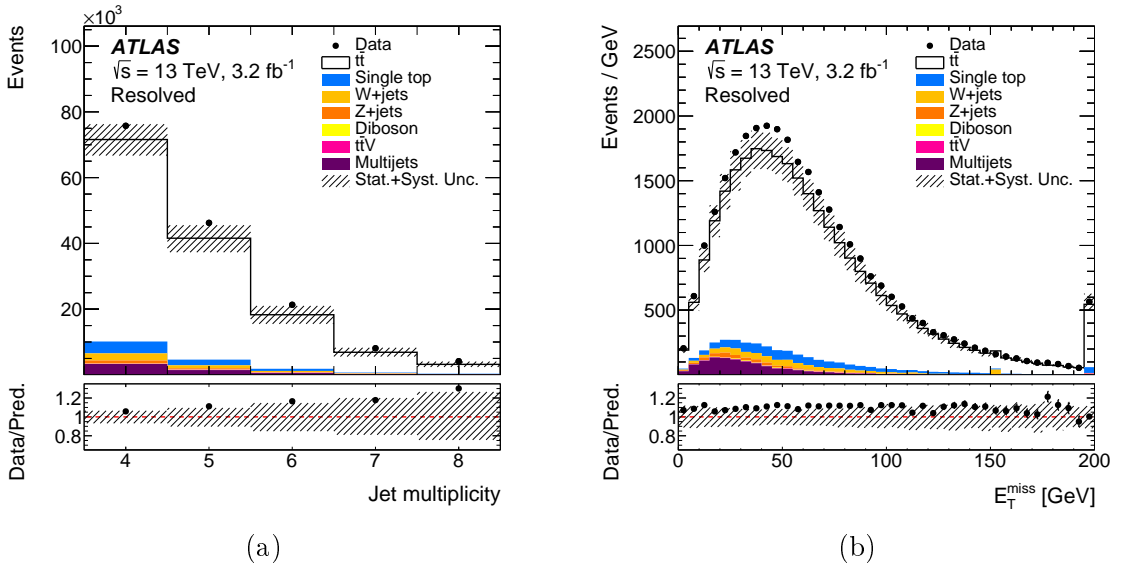 ×10³
Events
100
80
60
40
20
ATLAS
√s = 13 TeV, 3.2 fb⁻¹
Resolved
Data
tt̄
Single top
W+jets
Z+jets
Diboson
tt̄V
Multijets
Stat.+Syst. Unc.
Data/Pred.
1.2
1
0.8
4 5 6 7 8
Jet multiplicity
(a)
Events / GeV
2500
2000
1500
1000
500
ATLAS
√s = 13 TeV, 3.2 fb⁻¹
Resolved
Data
tt̄
Single top
W+jets
Z+jets
Diboson
tt̄V
Multijets
Stat.+Syst. Unc.
Data/Pred.
1.2
1
0.8
0 50 100 150 200
E_T^miss [GeV]
(b)